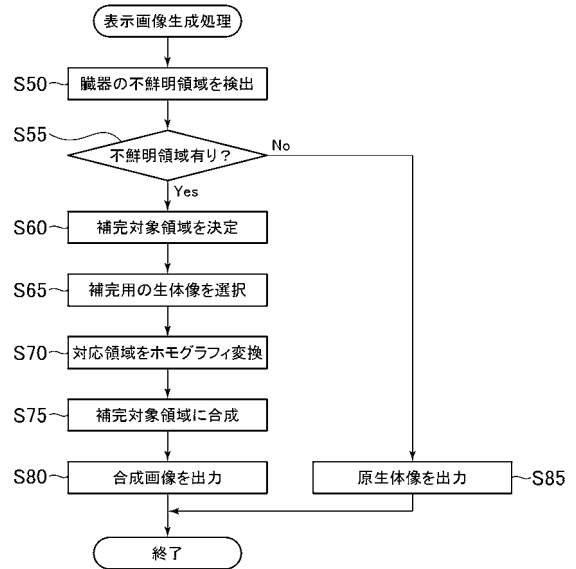 表示画像生成処理
S50 臓器の不鮮明領域を検出
S55
不鮮明領域有り？ No
Yes
S60 補完対象領域を決定
S65 補完用の生体像を選択
S70 対応領域をホモグラフィ変換
S75 補完対象領域に合成
S80 合成画像を出力 原生体像を出力 S85
終了